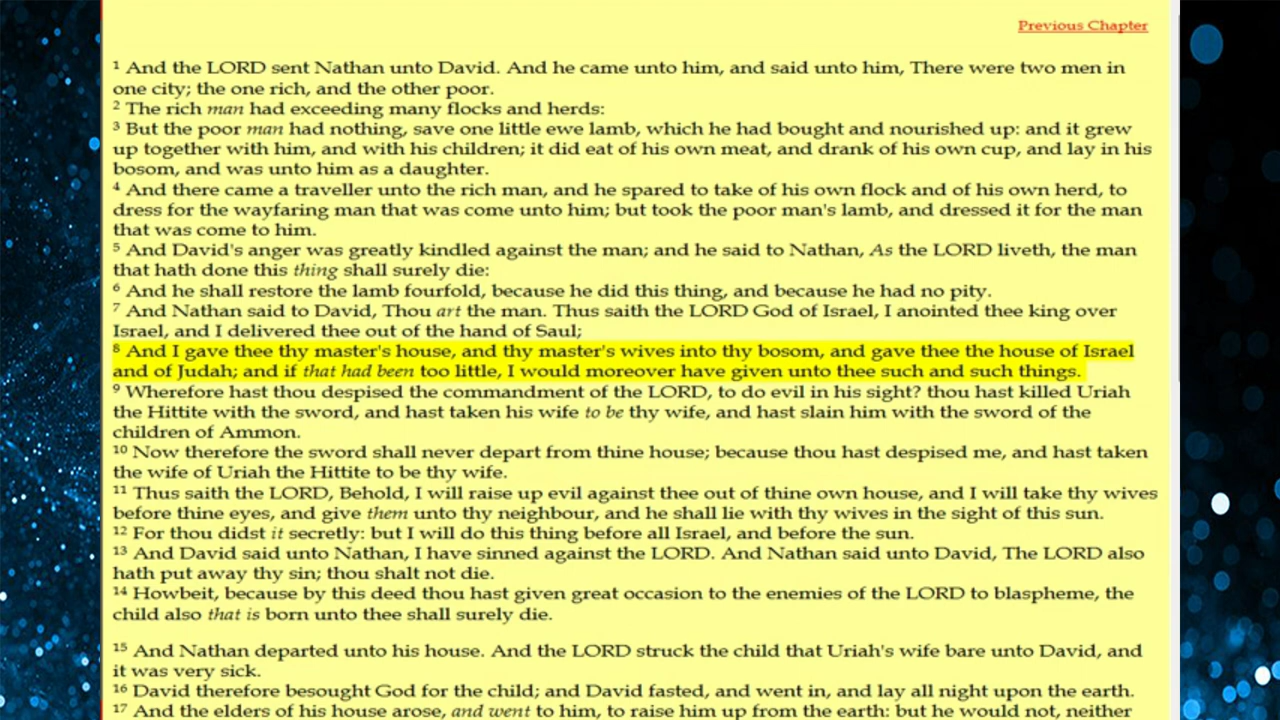 Previous Chapter
1 And the LORD sent Nathan unto David. And he came unto him, and said unto him, There were two men in
one city; the one rich, and the other poor.
2 The rich man had exceeding many flocks and herds:
3 But the poor man had nothing, save one little ewe lamb, which he had bought and nourished up: and it grew
up together with him, and with his children; it did eat of his own meat, and drank of his own cup, and lay in his
bosom, and was unto him as a daughter.
4 And there came a traveller unto the rich man, and he spared to take of his own flock and of his own herd, to
dress for the wayfaring man that was come unto him; but took the poor man's lamb, and dressed it for the man
that was come to him.
5 And David's anger was greatly kindled against the man; and he said to Nathan, As the LORD liveth, the man
that hath done this thing shall surely die:
6 And he shall restore the lamb fourfold, because he did this thing, and because he had no pity.
7 And Nathan said to David, Thou art the man. Thus saith the LORD God of Israel, I anointed thee king over
Israel, and I delivered thee out of the hand of Saul;
8 And I gave thee thy master's house, and thy master's wives into thy bosom, and gave thee the house of Israel
and of Judah; and if that had been too little, I would moreover have given unto thee such and such things.
9 Wherefore hast thou despised the commandment of the LORD, to do evil in his sight? thou hast killed Uriah
the Hittite with the sword, and hast taken his wife to be thy wife, and hast slain him with the sword of the
children of Ammon.
10 Now therefore the sword shall never depart from thine house; because thou hast despised me, and hast taken
the wife of Uriah the Hittite to be thy wife.
11 Thus saith the LORD, Behold, I will raise up evil against thee out of thine own house, and I will take thy wives
before thine eyes, and give them unto thy neighbour, and he shall lie with thy wives in the sight of this sun.
12 For thou didst it secretly: but I will do this thing before all Israel, and before the sun.
13 And David said unto Nathan, I have sinned against the LORD. And Nathan said unto David, The LORD also
hath put away thy sin; thou shalt not die.
14 Howbeit, because by this deed thou hast given great occasion to the enemies of the LORD to blaspheme, the
child also that is born unto thee shall surely die.
15 And Nathan departed unto his house. And the LORD struck the child that Uriah's wife bare unto David, and
it was very sick.
16 David therefore besought God for the child; and David fasted, and went in, and lay all night upon the earth.
17 And the elders of his house arose, and went to him, to raise him up from the earth: but he would not, neither